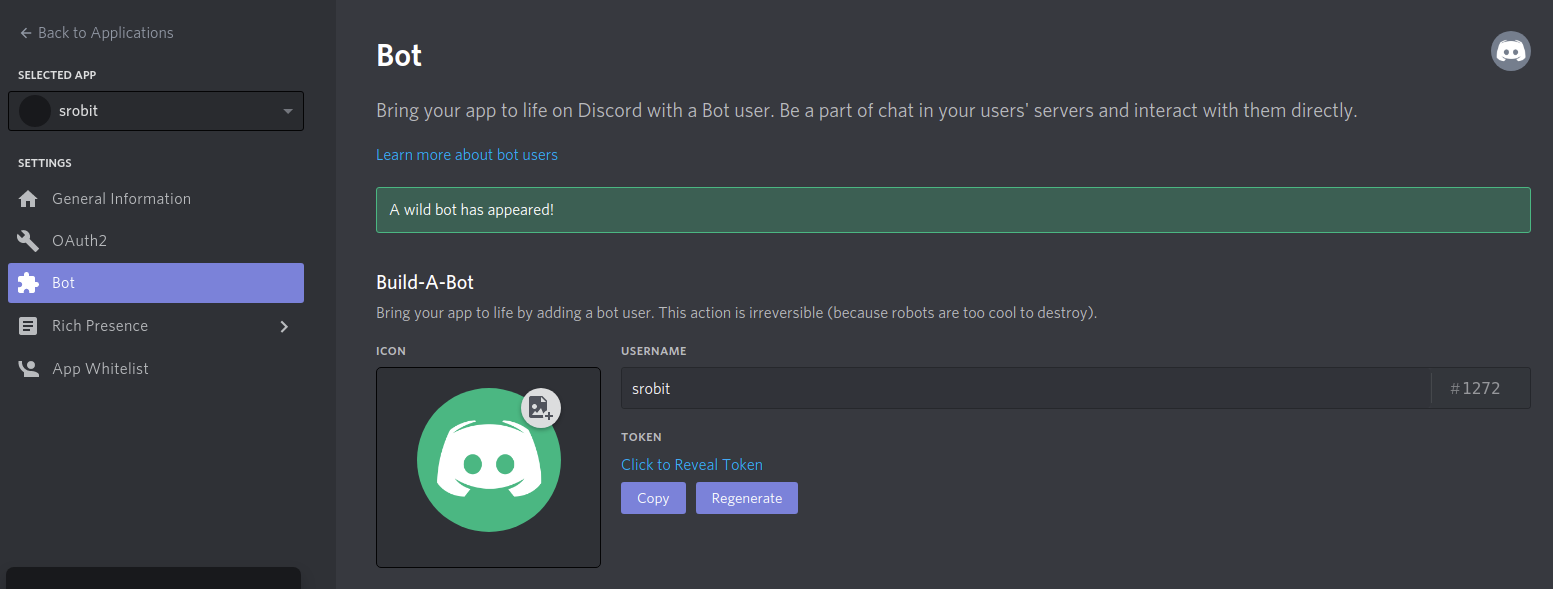 Back to Applications
SELECTED APP
srobit
SETTINGS
General Information
OAuth2
Bot
Rich Presence
App Whitelist
Bot
Bring your app to life on Discord with a Bot user. Be a part of chat in your users' servers and interact with them directly.
Learn more about bot users
A wild bot has appeared!
Build-A-Bot
Bring your app to life by adding a bot user. This action is irreversible (because robots are too cool to destroy).
ICON
USERNAME
srobit #1272
TOKEN
Click to Reveal Token
Copy Regenerate